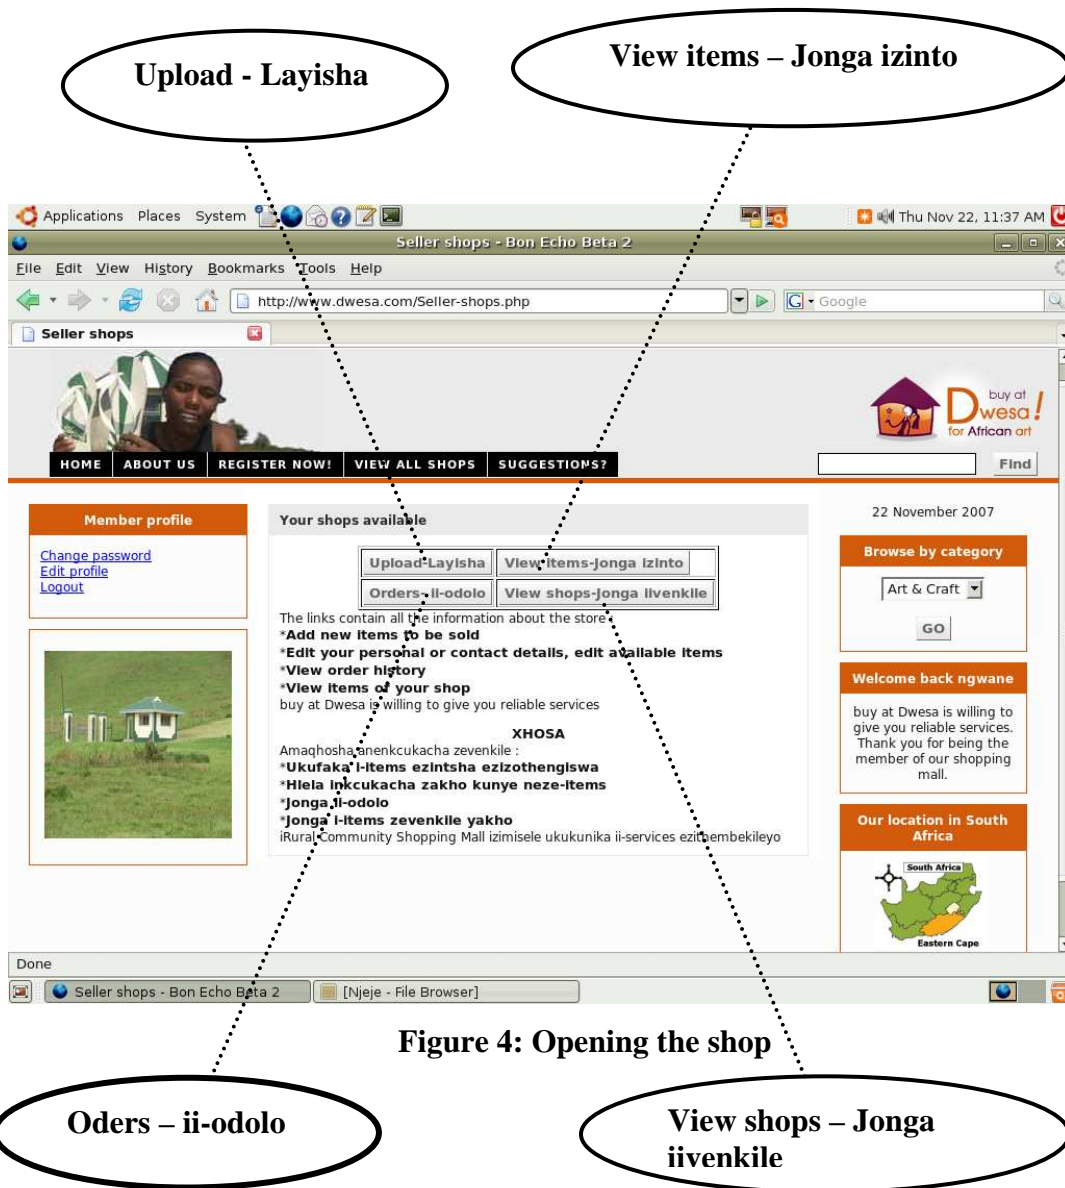 Upload - Layisha
View items – Jonga izinto
Applications Places System
Thu Nov 22, 11:37 AM
Seller shops - Bon Echo Beta 2
File Edit View History Bookmarks Tools Help
http://www.dwesa.com/Seller-shops.php
G
Google
Seller shops
buy at
Dwesa!
for African art
HOME ABOUT US REGISTER NOW! VIEW ALL SHOPS SUGGESTIONS?
Find
Member profile
Change password
Edit profile
Logout
Your shops available
Upload-Layisha View items-Jonga izinto
Orders- ii-odolo View shops-Jonga iivenkile
The links contain all the information about the store :
*Add new items to be sold
*Edit your personal or contact details, edit available items
*View order history
*View items of your shop
buy at Dwesa is willing to give you reliable services
XHOSA
Amaqhosha anenkcukacha zevenkile :
*Ukufaka i-items ezintsha ezizothengiswa
*Hlela inkcukacha zakho kunye neze-items
*Jonga ii-odolo
*Jonga i-items zevenkile yakho
iRural Community Shopping Mall izimisele ukukunika ii-services ezithembekileyo
22 November 2007
Browse by category
Art & Craft
GO
Welcome back ngwane
buy at Dwesa is willing to
give you reliable services.
Thank you for being the
member of our shopping
mall.
Our location in South
Africa
South Africa
Eastern Cape
Done
Seller shops - Bon Echo Beta 2
[Njeje - File Browser]
Figure 4: Opening the shop
Oders – ii-odolo
View shops – Jonga
iivenkile